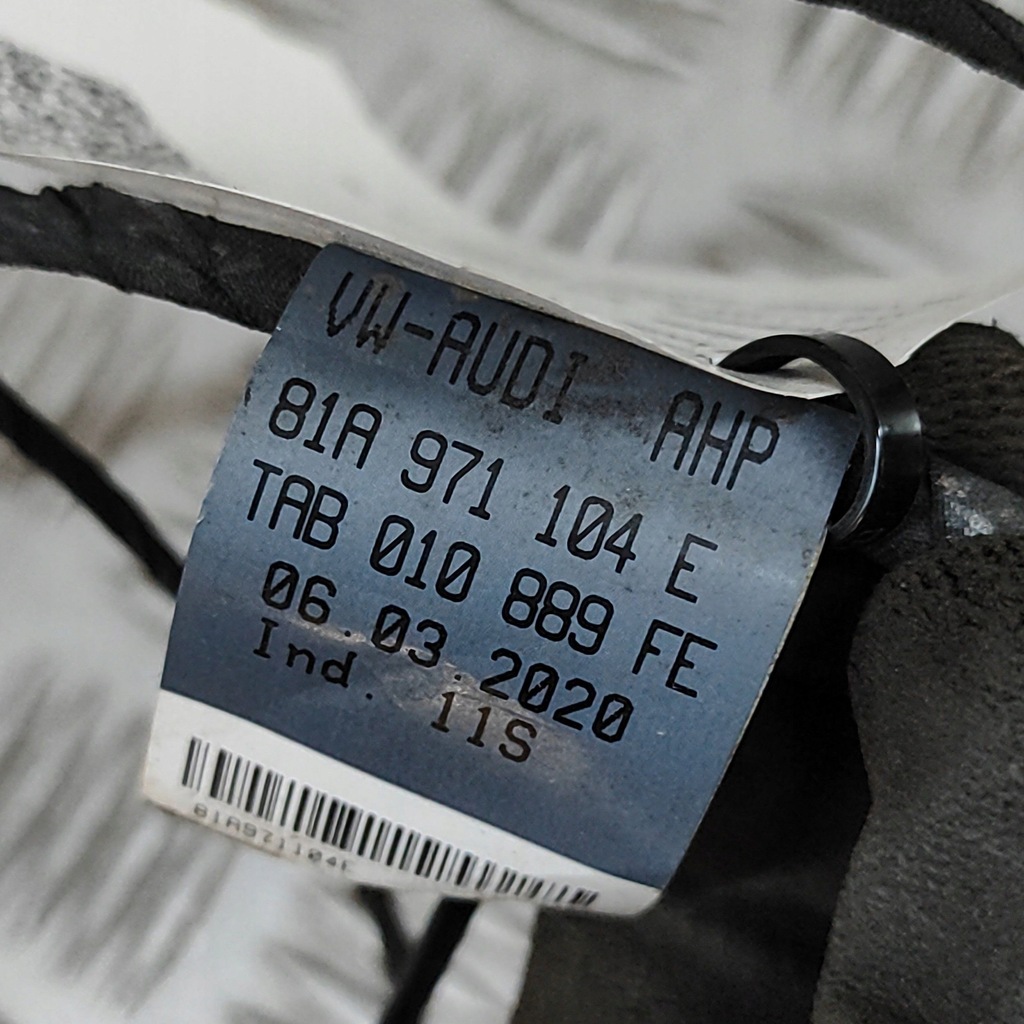 VW-AUDI AHP
81A 971 104 E
TAB 010 889 FE
06.03.2020
Ind. 11S
81A971104E